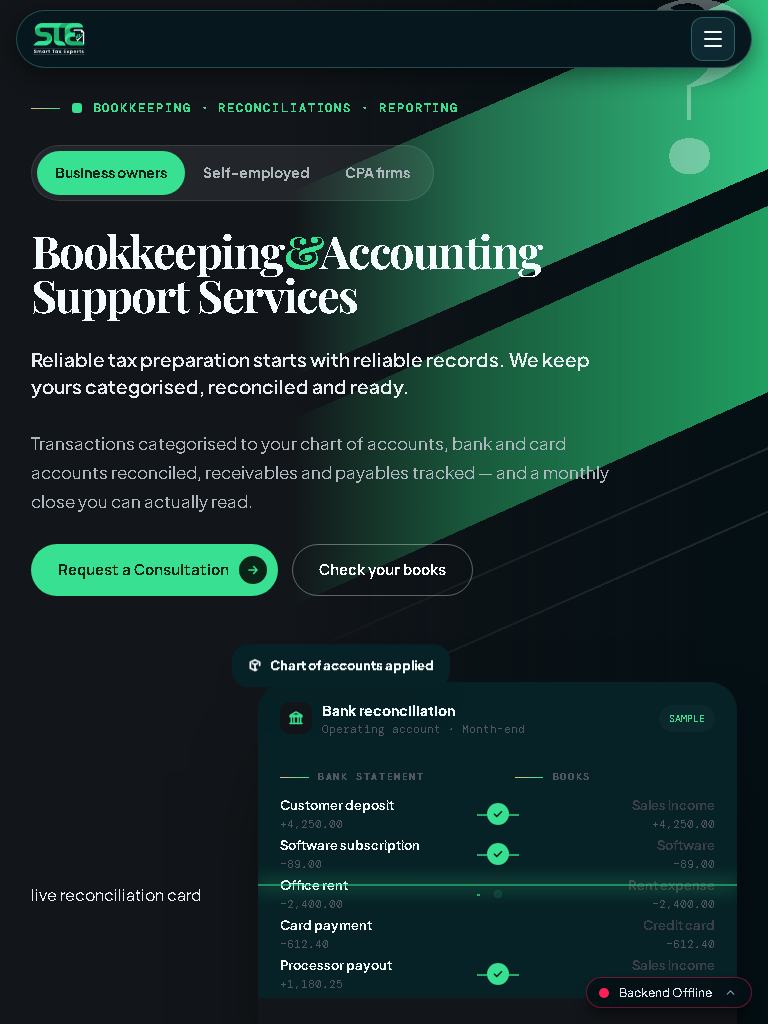 STE
Smart Tax Experts
?
BOOKKEEPING · RECONCILIATIONS · REPORTING
Business owners
Self-employed
CPA firms
Bookkeeping & Accounting
Support Services
Reliable tax preparation starts with reliable records. We keep
yours categorised, reconciled and ready.
Transactions categorised to your chart of accounts, bank and card
accounts reconciled, receivables and payables tracked — and a monthly
close you can actually read.
Request a Consultation
Check your books
Chart of accounts applied
Bank reconciliation
Operating account · Month-end
SAMPLE
BANK STATEMENT
BOOKS
Customer deposit
Sales income
+4,250.00
+4,250.00
Software subscription
Software
−89.00
−89.00
Office rent
Rent expense
−2,400.00
−2,400.00
Card payment
Credit card
−612.40
−612.40
Processor payout
Sales income
+1,180.25
live reconciliation card
Backend Offline